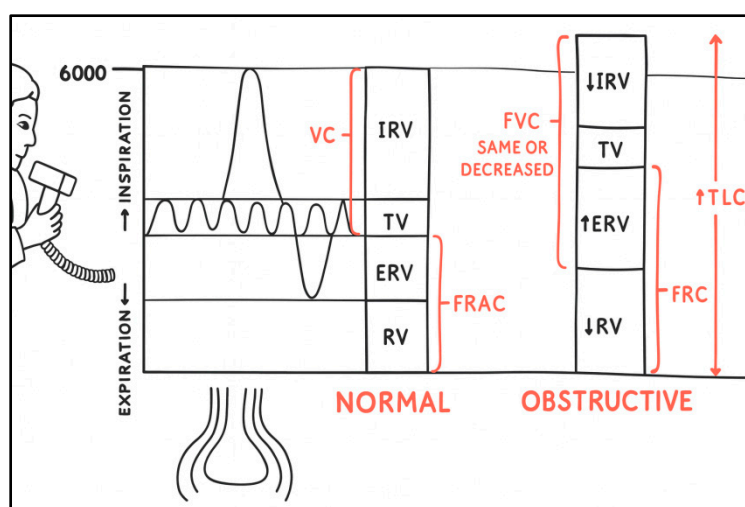 6000
→ INSPIRATION
EXPIRATION ←
VC
IRV
TV
ERV
RV
FRAC
NORMAL
FVC
SAME OR
DECREASED
↓IRV
TV
↑ERV
↓RV
FRC
↑TLC
OBSTRUCTIVE